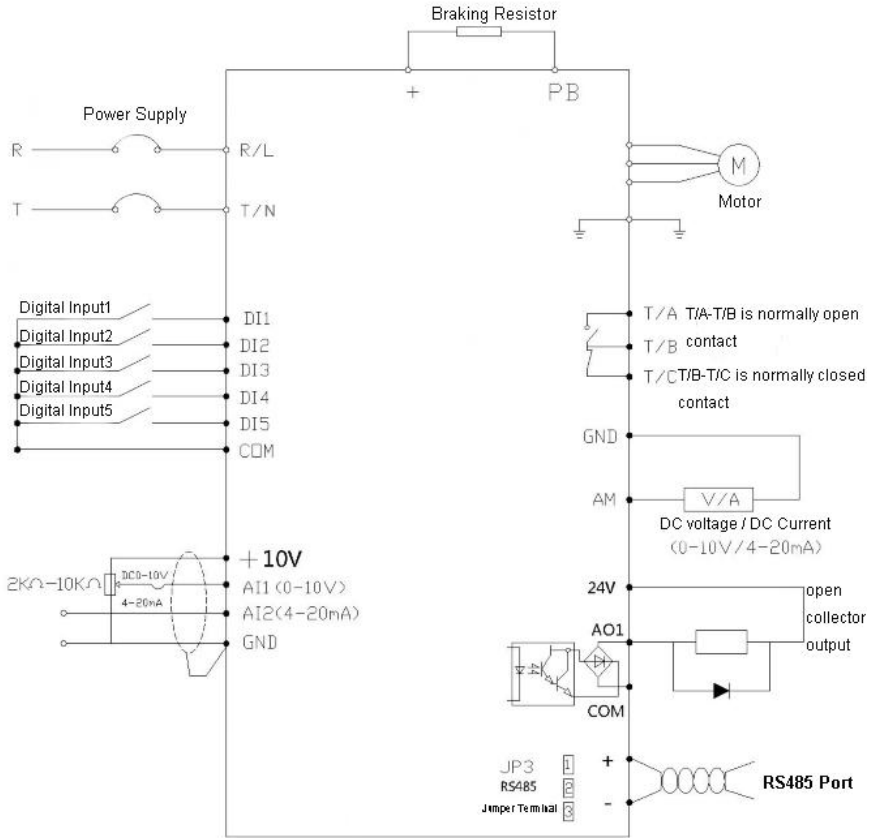 Braking Resistor
+ PB
Power Supply
R R/L
T T/N
M
Motor
Digital Input1 DI1
Digital Input2 DI2
Digital Input3 DI3
Digital Input4 DI4
Digital Input5 DI5
COM
T/A T/A-T/B is normally open
T/B contact
T/C T/B-T/C is normally closed
contact
GND
AM V/A
DC voltage / DC Current
(0-10V/4-20mA)
+10V
2KΩ-10KΩ DC0-10V AI1(0-10V)
4-20mA AI2(4-20mA)
GND
24V open
collector
AO1 output
COM
JP3 1 +
RS485 2 RS485 Port
Jumper Terminal 3 -